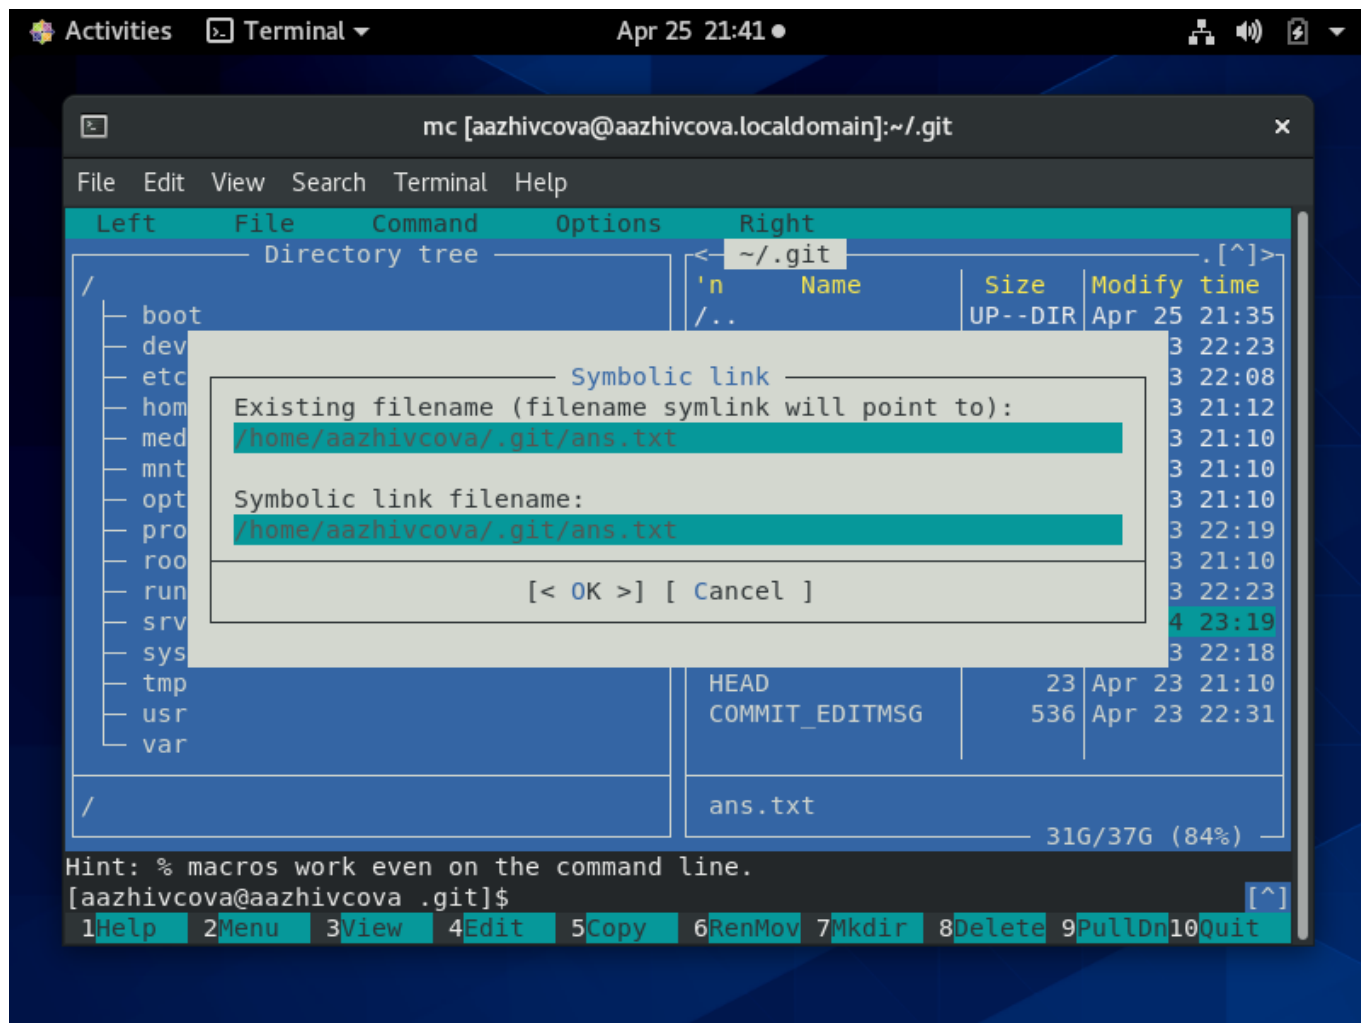 Activities Terminal Apr 25 21:41
mc [aazhivcova@aazhivcova.localdomain]:~/.git ×
File Edit View Search Terminal Help
Left File Command Options Right
Directory tree <- ~/.git .[^]>
/ 'n Name Size Modify time
boot /.. UP--DIR Apr 25 21:35
dev 3 22:23
etc Symbolic link 3 22:08
hom Existing filename (filename symlink will point to): 3 21:12
med /home/aazhivcova/.git/ans.txt 3 21:10
mnt 3 21:10
opt Symbolic link filename: 3 21:10
pro /home/aazhivcova/.git/ans.txt 3 22:19
roo 3 21:10
run [< OK >] [ Cancel ] 3 22:23
srv 4 23:19
sys 3 22:18
tmp HEAD 23 Apr 23 21:10
usr COMMIT_EDITMSG 536 Apr 23 22:31
var
/ ans.txt
31G/37G (84%)
Hint: % macros work even on the command line.
[aazhivcova@aazhivcova .git]$ [^]
1Help 2Menu 3View 4Edit 5Copy 6RenMov 7Mkdir 8Delete 9PullDn 10Quit